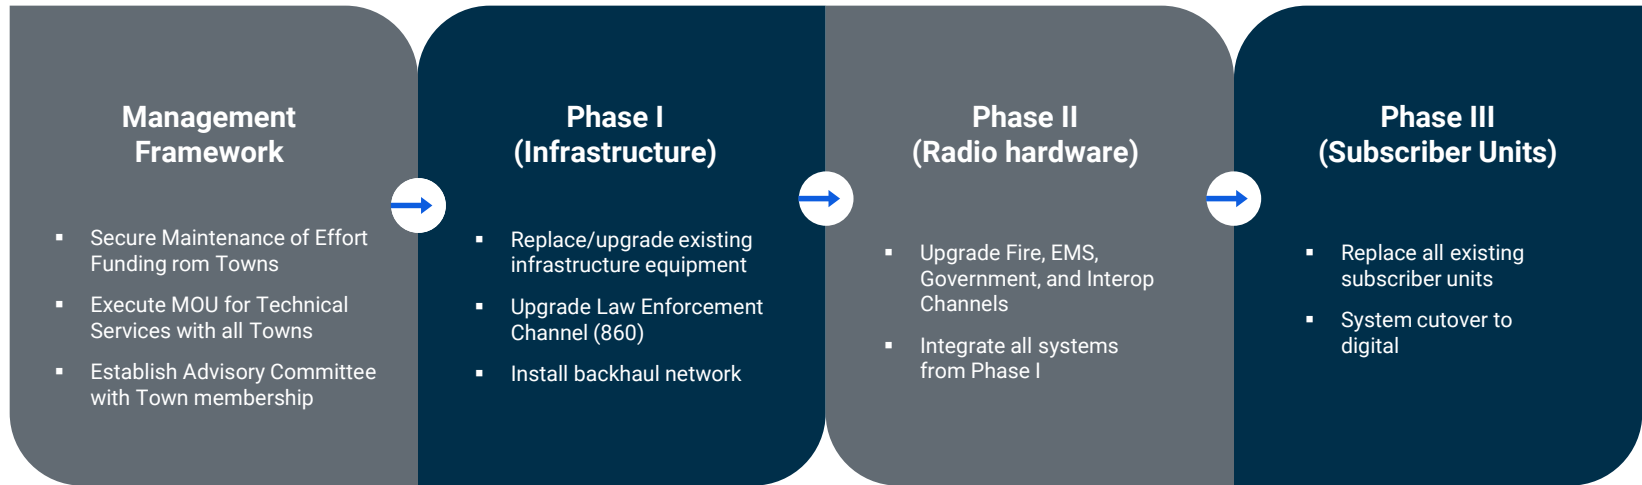 Management
Framework
▪ Secure Maintenance of Effort
Funding rom Towns
▪ Execute MOU for Technical
Services with all Towns
▪ Establish Advisory Committee
with Town membership
Phase I
(Infrastructure)
▪ Replace/upgrade existing
infrastructure equipment
▪ Upgrade Law Enforcement
Channel (860)
▪ Install backhaul network
Phase II
(Radio hardware)
▪ Upgrade Fire, EMS,
Government, and Interop
Channels
▪ Integrate all systems
from Phase I
Phase III
(Subscriber Units)
▪ Replace all existing
subscriber units
▪ System cutover to
digital